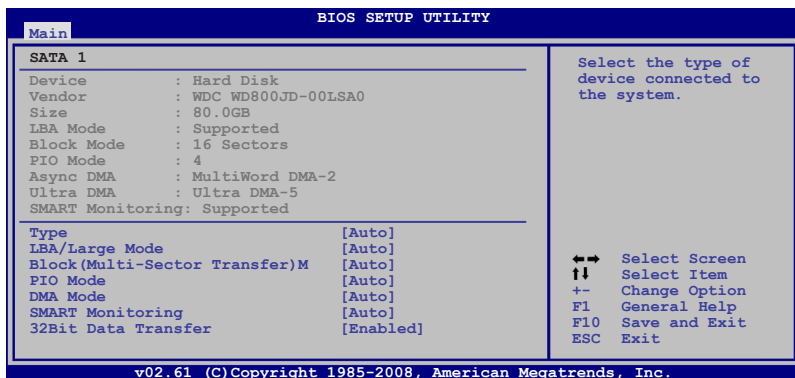 BIOS SETUP UTILITY
Main
SATA 1
Device : Hard Disk
Vendor : WDC WD800JD-00LSA0
Size : 80.0GB
LBA Mode : Supported
Block Mode : 16 Sectors
PIO Mode : 4
Async DMA : MultiWord DMA-2
Ultra DMA : Ultra DMA-5
SMART Monitoring: Supported
Type [Auto]
LBA/Large Mode [Auto]
Block(Multi-Sector Transfer)M [Auto]
PIO Mode [Auto]
DMA Mode [Auto]
SMART Monitoring [Auto]
32Bit Data Transfer [Enabled]
Select the type of
device connected to
the system.
←→ Select Screen
↑↓ Select Item
+- Change Option
F1 General Help
F10 Save and Exit
ESC Exit
v02.61 (C)Copyright 1985-2008, American Megatrends, Inc.